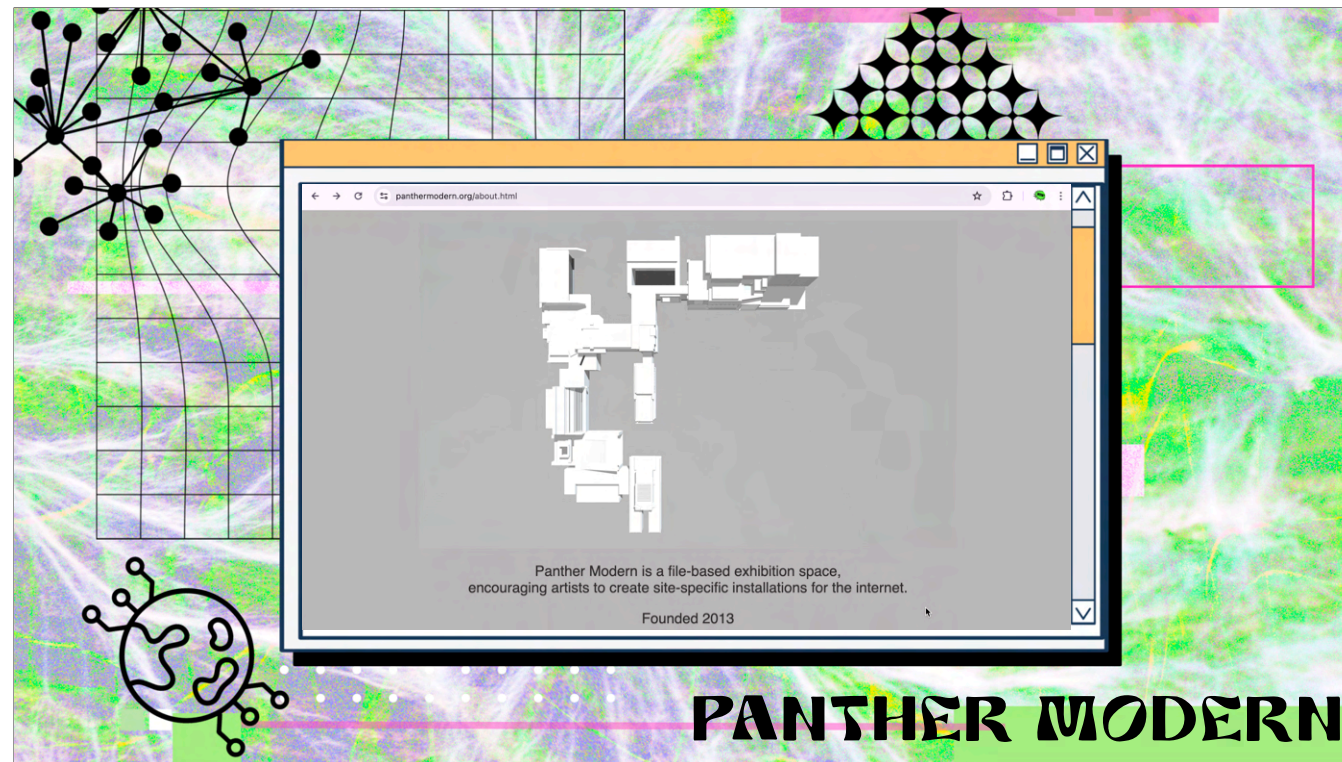 panthermodern.org/about.html
Panther Modern is a file-based exhibition space,
encouraging artists to create site-specific installations for the internet.
Founded 2013
PANTHER MODERN